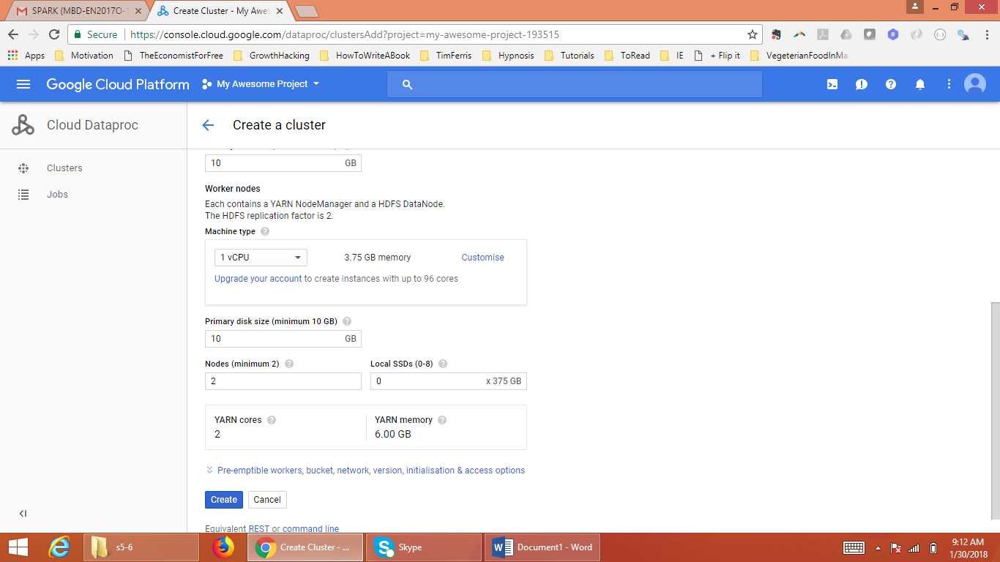 SPARK (MBD-EN2017O-
Create Cluster - My Awes
Secure
https://console.cloud.google.com/dataproc/clustersAdd?project=my-awesome-project-193515
Apps
Motivation
TheEconomistForFree
GrowthHacking
HowToWriteABook
TimFerris
Hypnosis
Tutorials
ToRead
IE
+ Flip it
VegeterianFoodInMa
Google Cloud Platform
My Awesome Project
Cloud Dataproc
Create a cluster
Clusters
Jobs
10 GB
Worker nodes
Each contains a YARN NodeManager and a HDFS DataNode.
The HDFS replication factor is 2.
Machine type
1 vCPU
3.75 GB memory
Customise
Upgrade your account to create instances with up to 96 cores
Primary disk size (minimum 10 GB)
10 GB
Nodes (minimum 2)
Local SSDs (0-8)
2
0 x 375 GB
YARN cores
YARN memory
2
6.00 GB
Pre-emptible workers, bucket, network, version, initialisation & access options
Create
Cancel
Equivalent REST or command line
s5-6
Create Cluster - ...
Skype
Document1 - Word
9:12 AM
1/30/2018